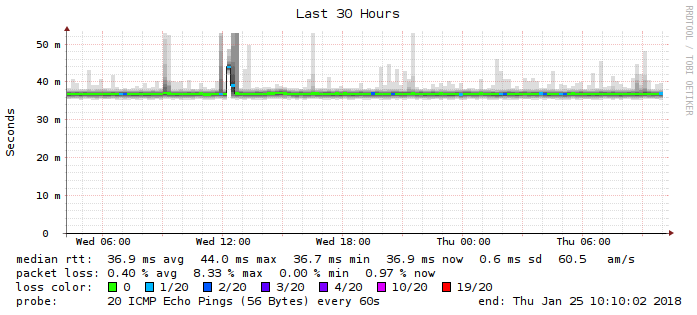 Last 30 Hours
RRDTOOL / TOBI OETIKER
Seconds
50 m
40 m
30 m
20 m
10 m
0
Wed 06:00 Wed 12:00 Wed 18:00 Thu 00:00 Thu 06:00
median rtt: 36.9 ms avg 44.0 ms max 36.7 ms min 36.9 ms now 0.6 ms sd 60.5 am/s
packet loss: 0.40 % avg 8.33 % max 0.00 % min 0.97 % now
loss color: 0 1/20 2/20 3/20 4/20 10/20 19/20
probe: 20 ICMP Echo Pings (56 Bytes) every 60s end: Thu Jan 25 10:10:02 2018